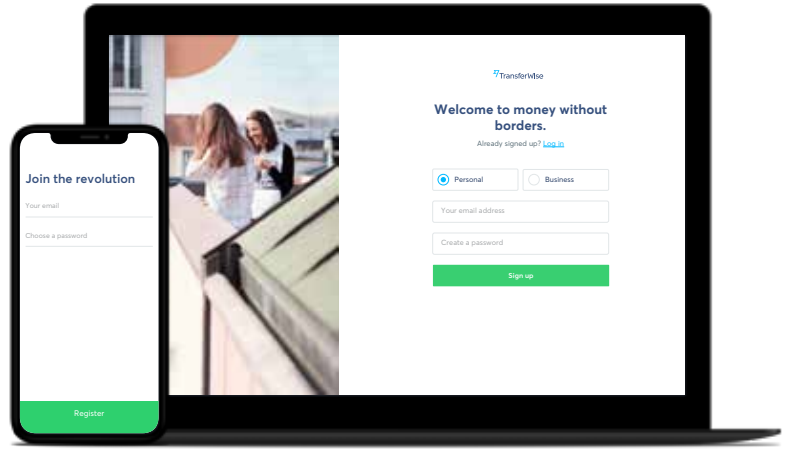 Join the revolution
Your email
Choose a password
Register
TransferWise
Welcome to money without
borders.
Already signed up? Log in
Personal
Business
Your email address
Create a password
Sign up